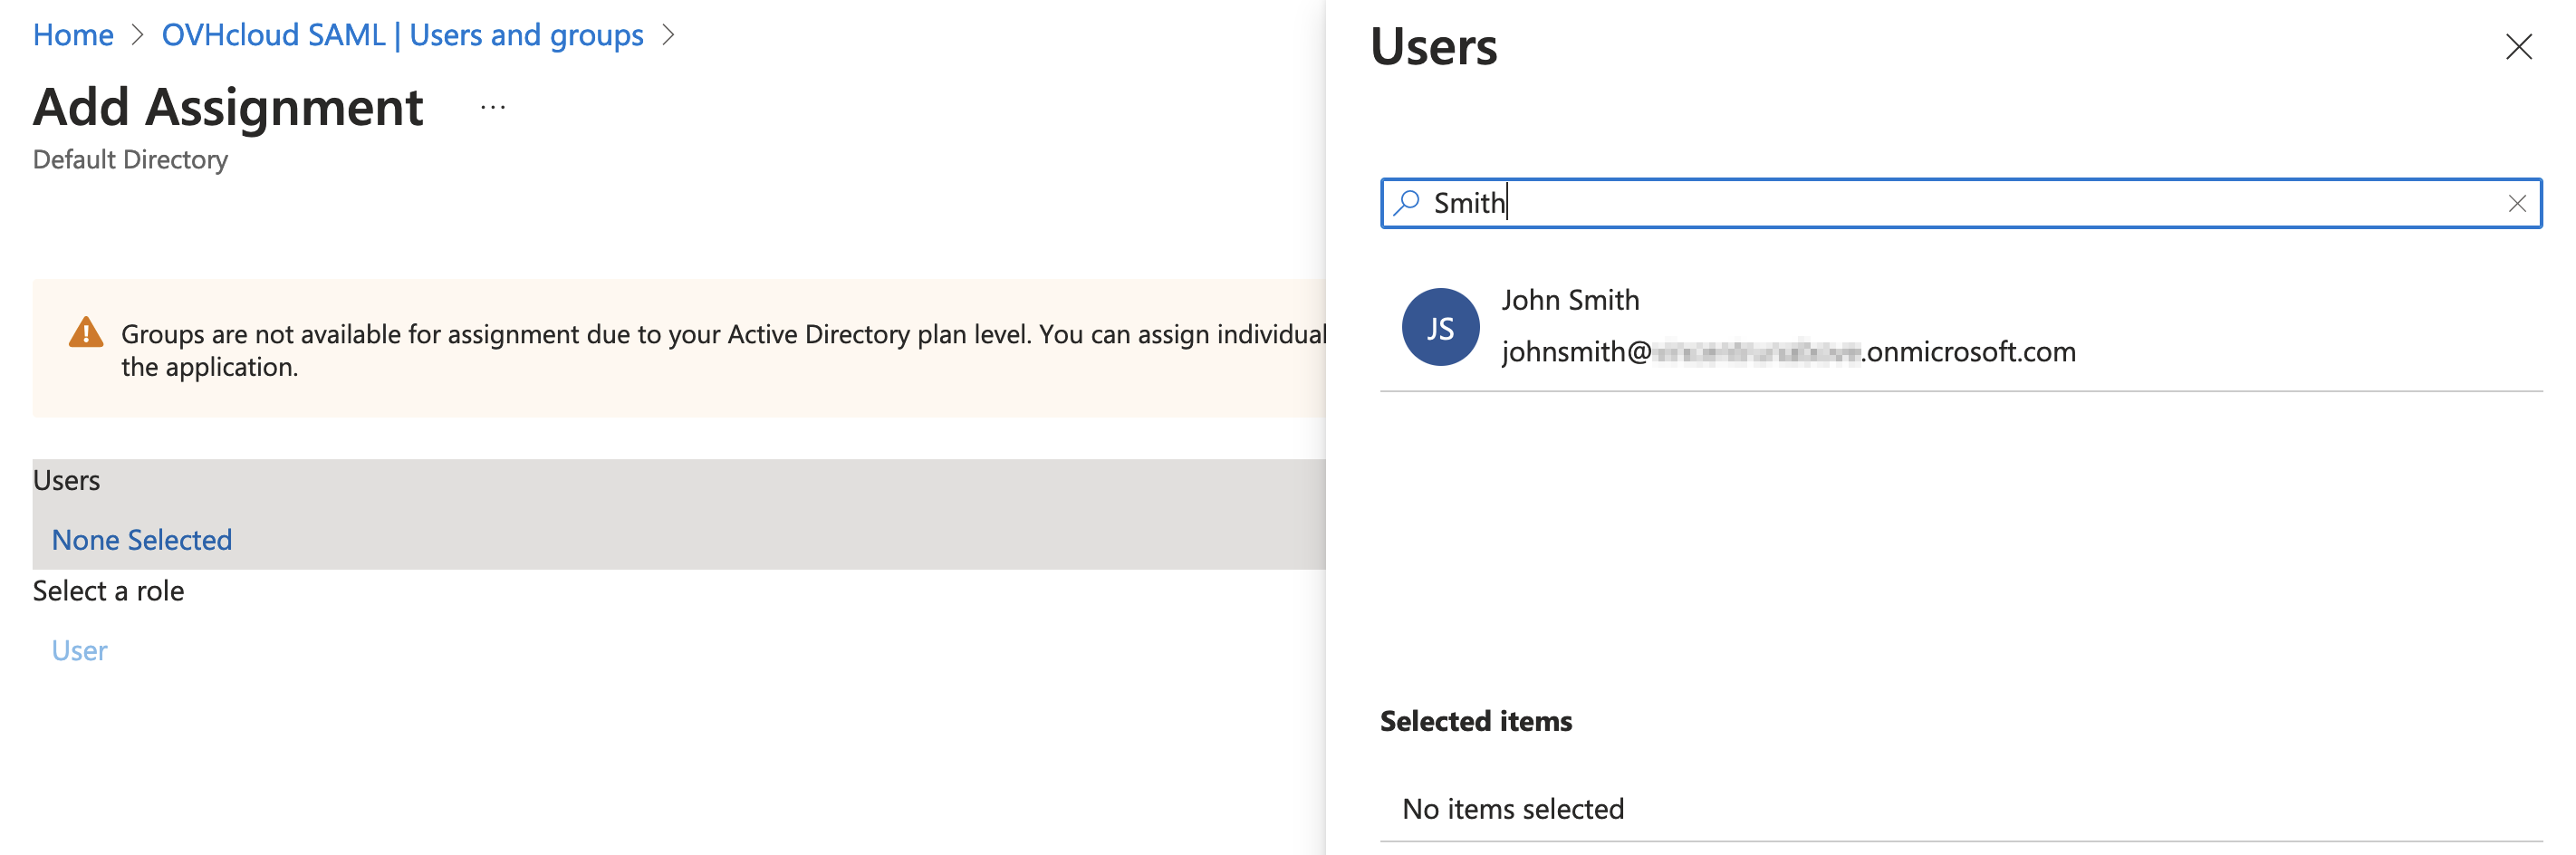 Home > OVHcloud SAML | Users and groups >
Add Assignment ...
Default Directory
Groups are not available for assignment due to your Active Directory plan level. You can assign individual
the application.
Users
None Selected
Select a role
User
Users
Smith
JS
John Smith
johnsmith@ .onmicrosoft.com
Selected items
No items selected